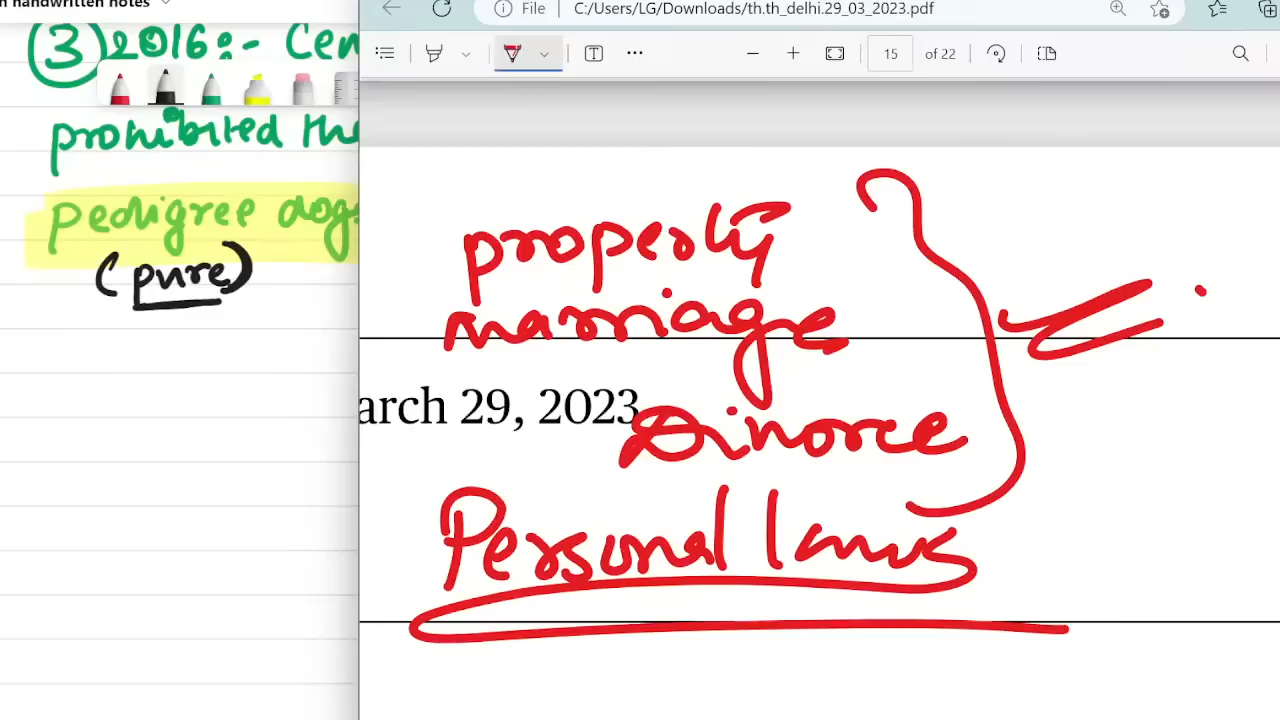 n handwritten notes
③ 2016:- Cen
prohibited the
pedigree dogs
(pure)
File C:/Users/LG/Downloads/th.th_delhi.29_03_2023.pdf
15 of 22
property
marriage
arch 29, 2023
Divorce
Personal laws